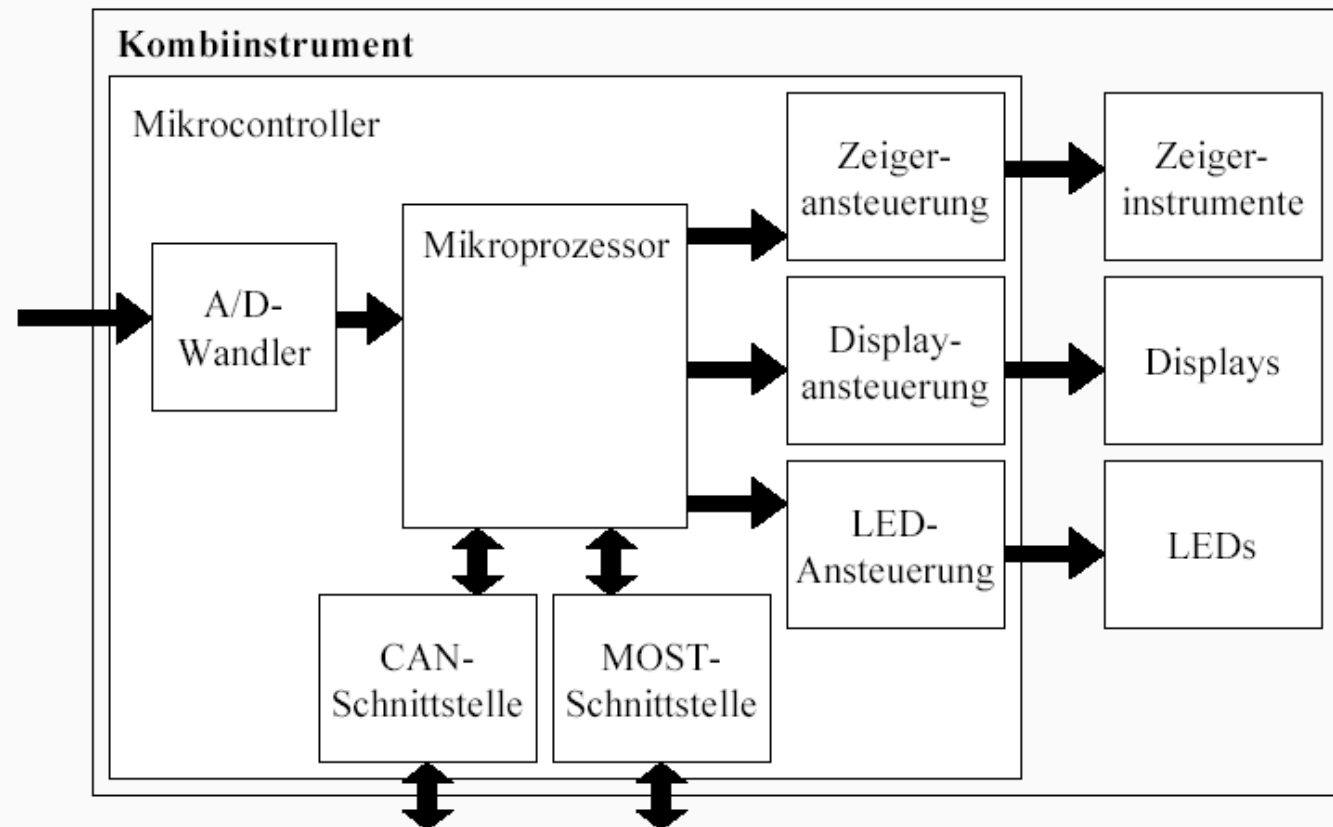 Kombiinstrument
Mikrocontroller
Zeiger-
ansteuerung
Zeiger-
instrumente
Mikroprozessor
A/D-
Wandler
Display-
ansteuerung
Displays
LED-
Ansteuerung
LEDs
CAN-
Schnittstelle
MOST-
Schnittstelle